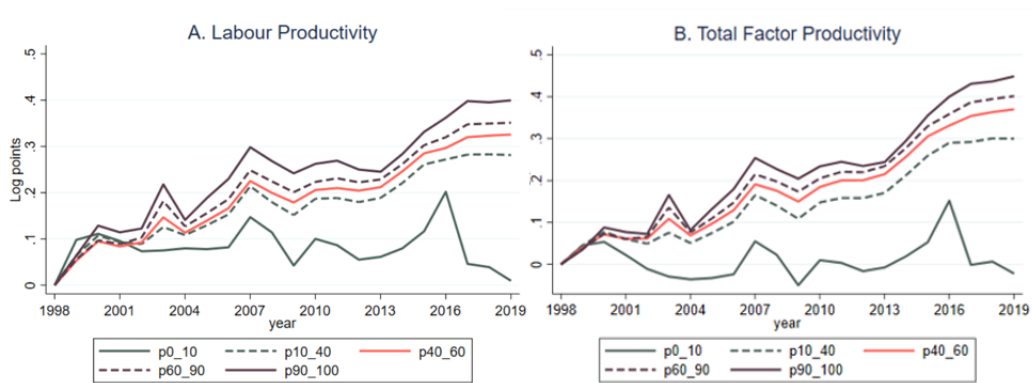 A. Labour Productivity
Log points
.5
.4
.3
.2
.1
0
1998 2001 2004 2007 2010 2013 2016 2019
year
p0_10 p10_40 p40_60
p60_90 p90_100
B. Total Factor Productivity
.5
.4
.3
.2
.1
0
1998 2001 2004 2007 2010 2013 2016 2019
year
p0_10 p10_40 p40_60
p60_90 p90_100